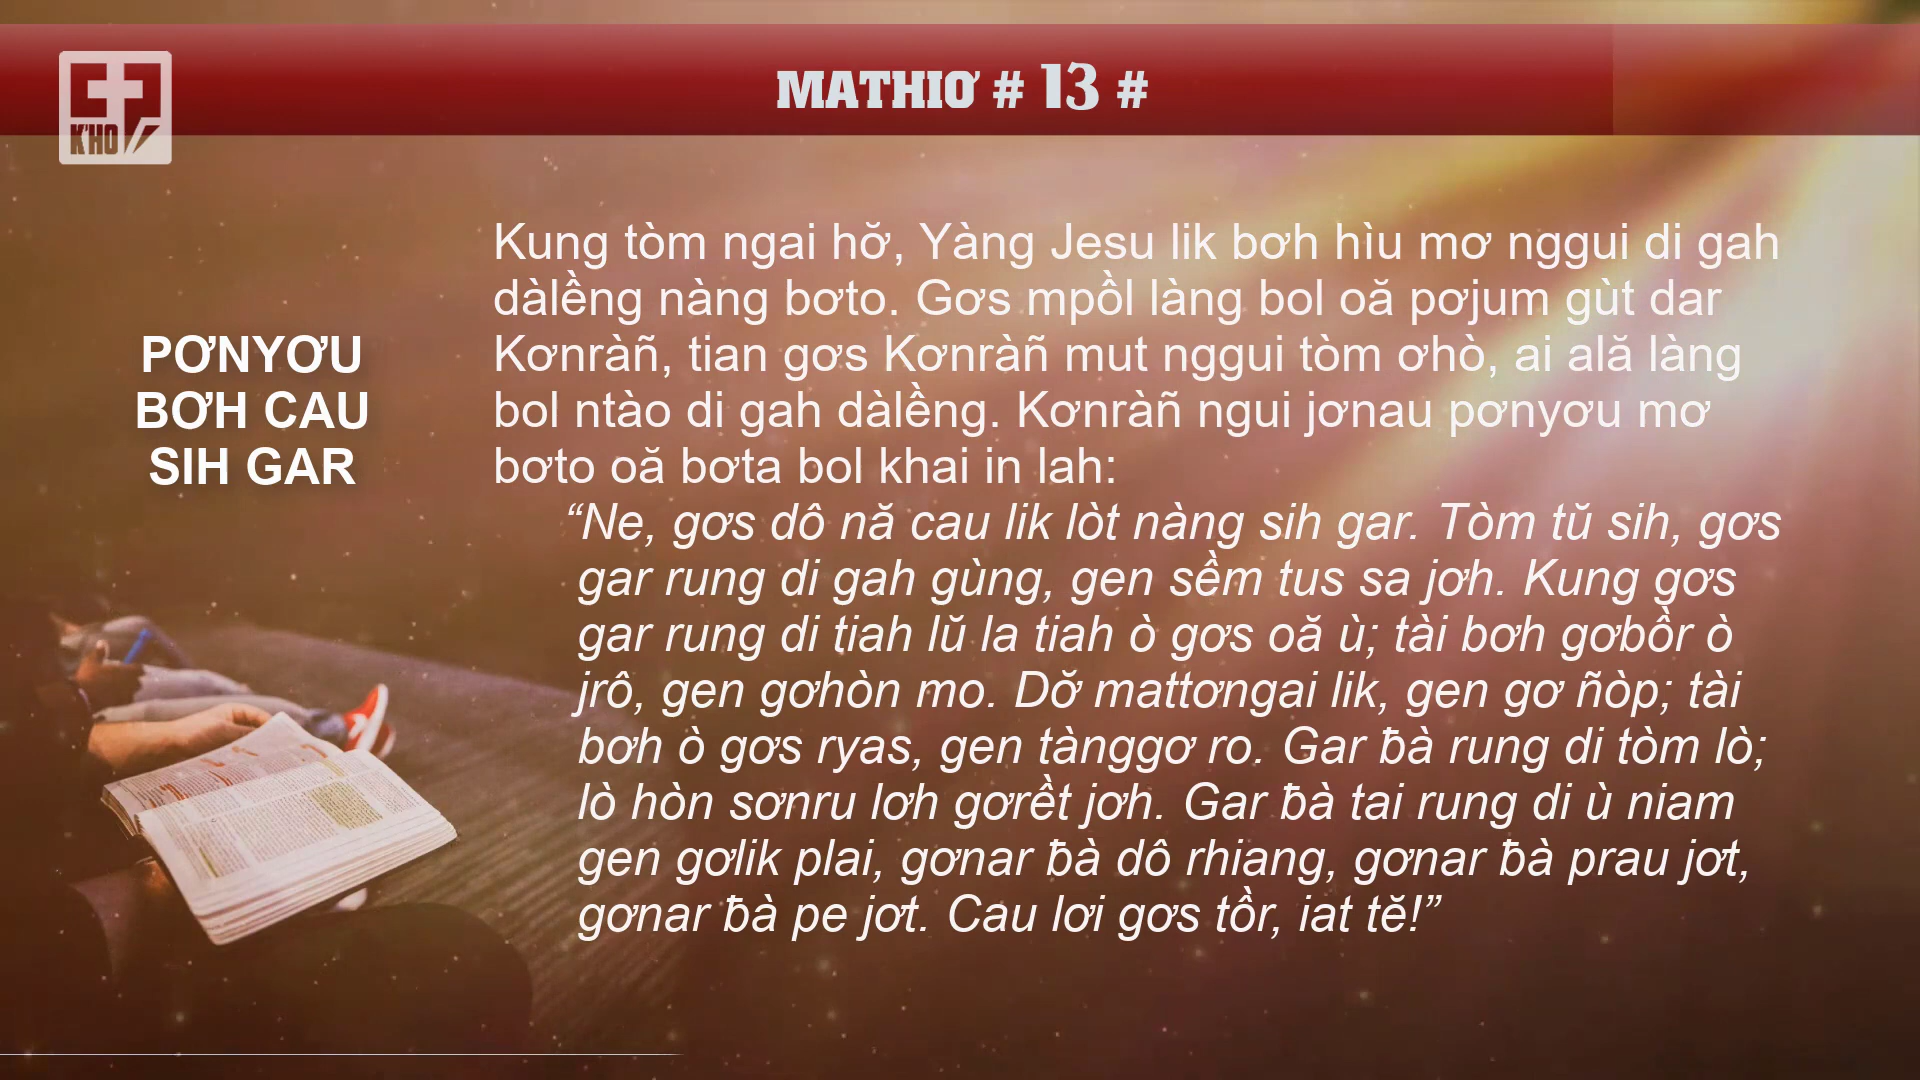 MATHIƠ # 13 #
K'HO
PƠNYƠU
BƠH CAU
SIH GAR
Kung tòm ngai hơ̆, Yàng Jesu lik bơh hìu mơ nggui di gah
dàlềng nàng bơto. Gơs mpồl làng bol oă pơjum gùt dar
Kơnràñ, tian gơs Kơnràñ mut nggui tòm ơhò, ai ală làng
bol ntào di gah dàlềng. Kơnràñ ngui jơnau pơnyơu mơ
bơto oă bơta bol khai in lah:
“Ne, gơs dô nă cau lik lòt nàng sih gar. Tòm tŭ sih, gơs
gar rung di gah gùng, gen sềm tus sa jơh. Kung gơs
gar rung di tiah lŭ la tiah ò gơs oă ù; tài bơh gơbồr ò
jrô, gen gơhòn mo. Dơ̆ mattơngai lik, gen gơ ñòp; tài
bơh ò gơs ryas, gen tànggơ ro. Gar ƀà rung di tòm lò;
lò hòn sơnru lơh gơrềt jơh. Gar ƀà tai rung di ù niam
gen gơlik plai, gơnar ƀà dô rhiang, gơnar ƀà prau jơt,
gơnar ƀà pe jơt. Cau lơi gơs tồr, iat tĕ!”